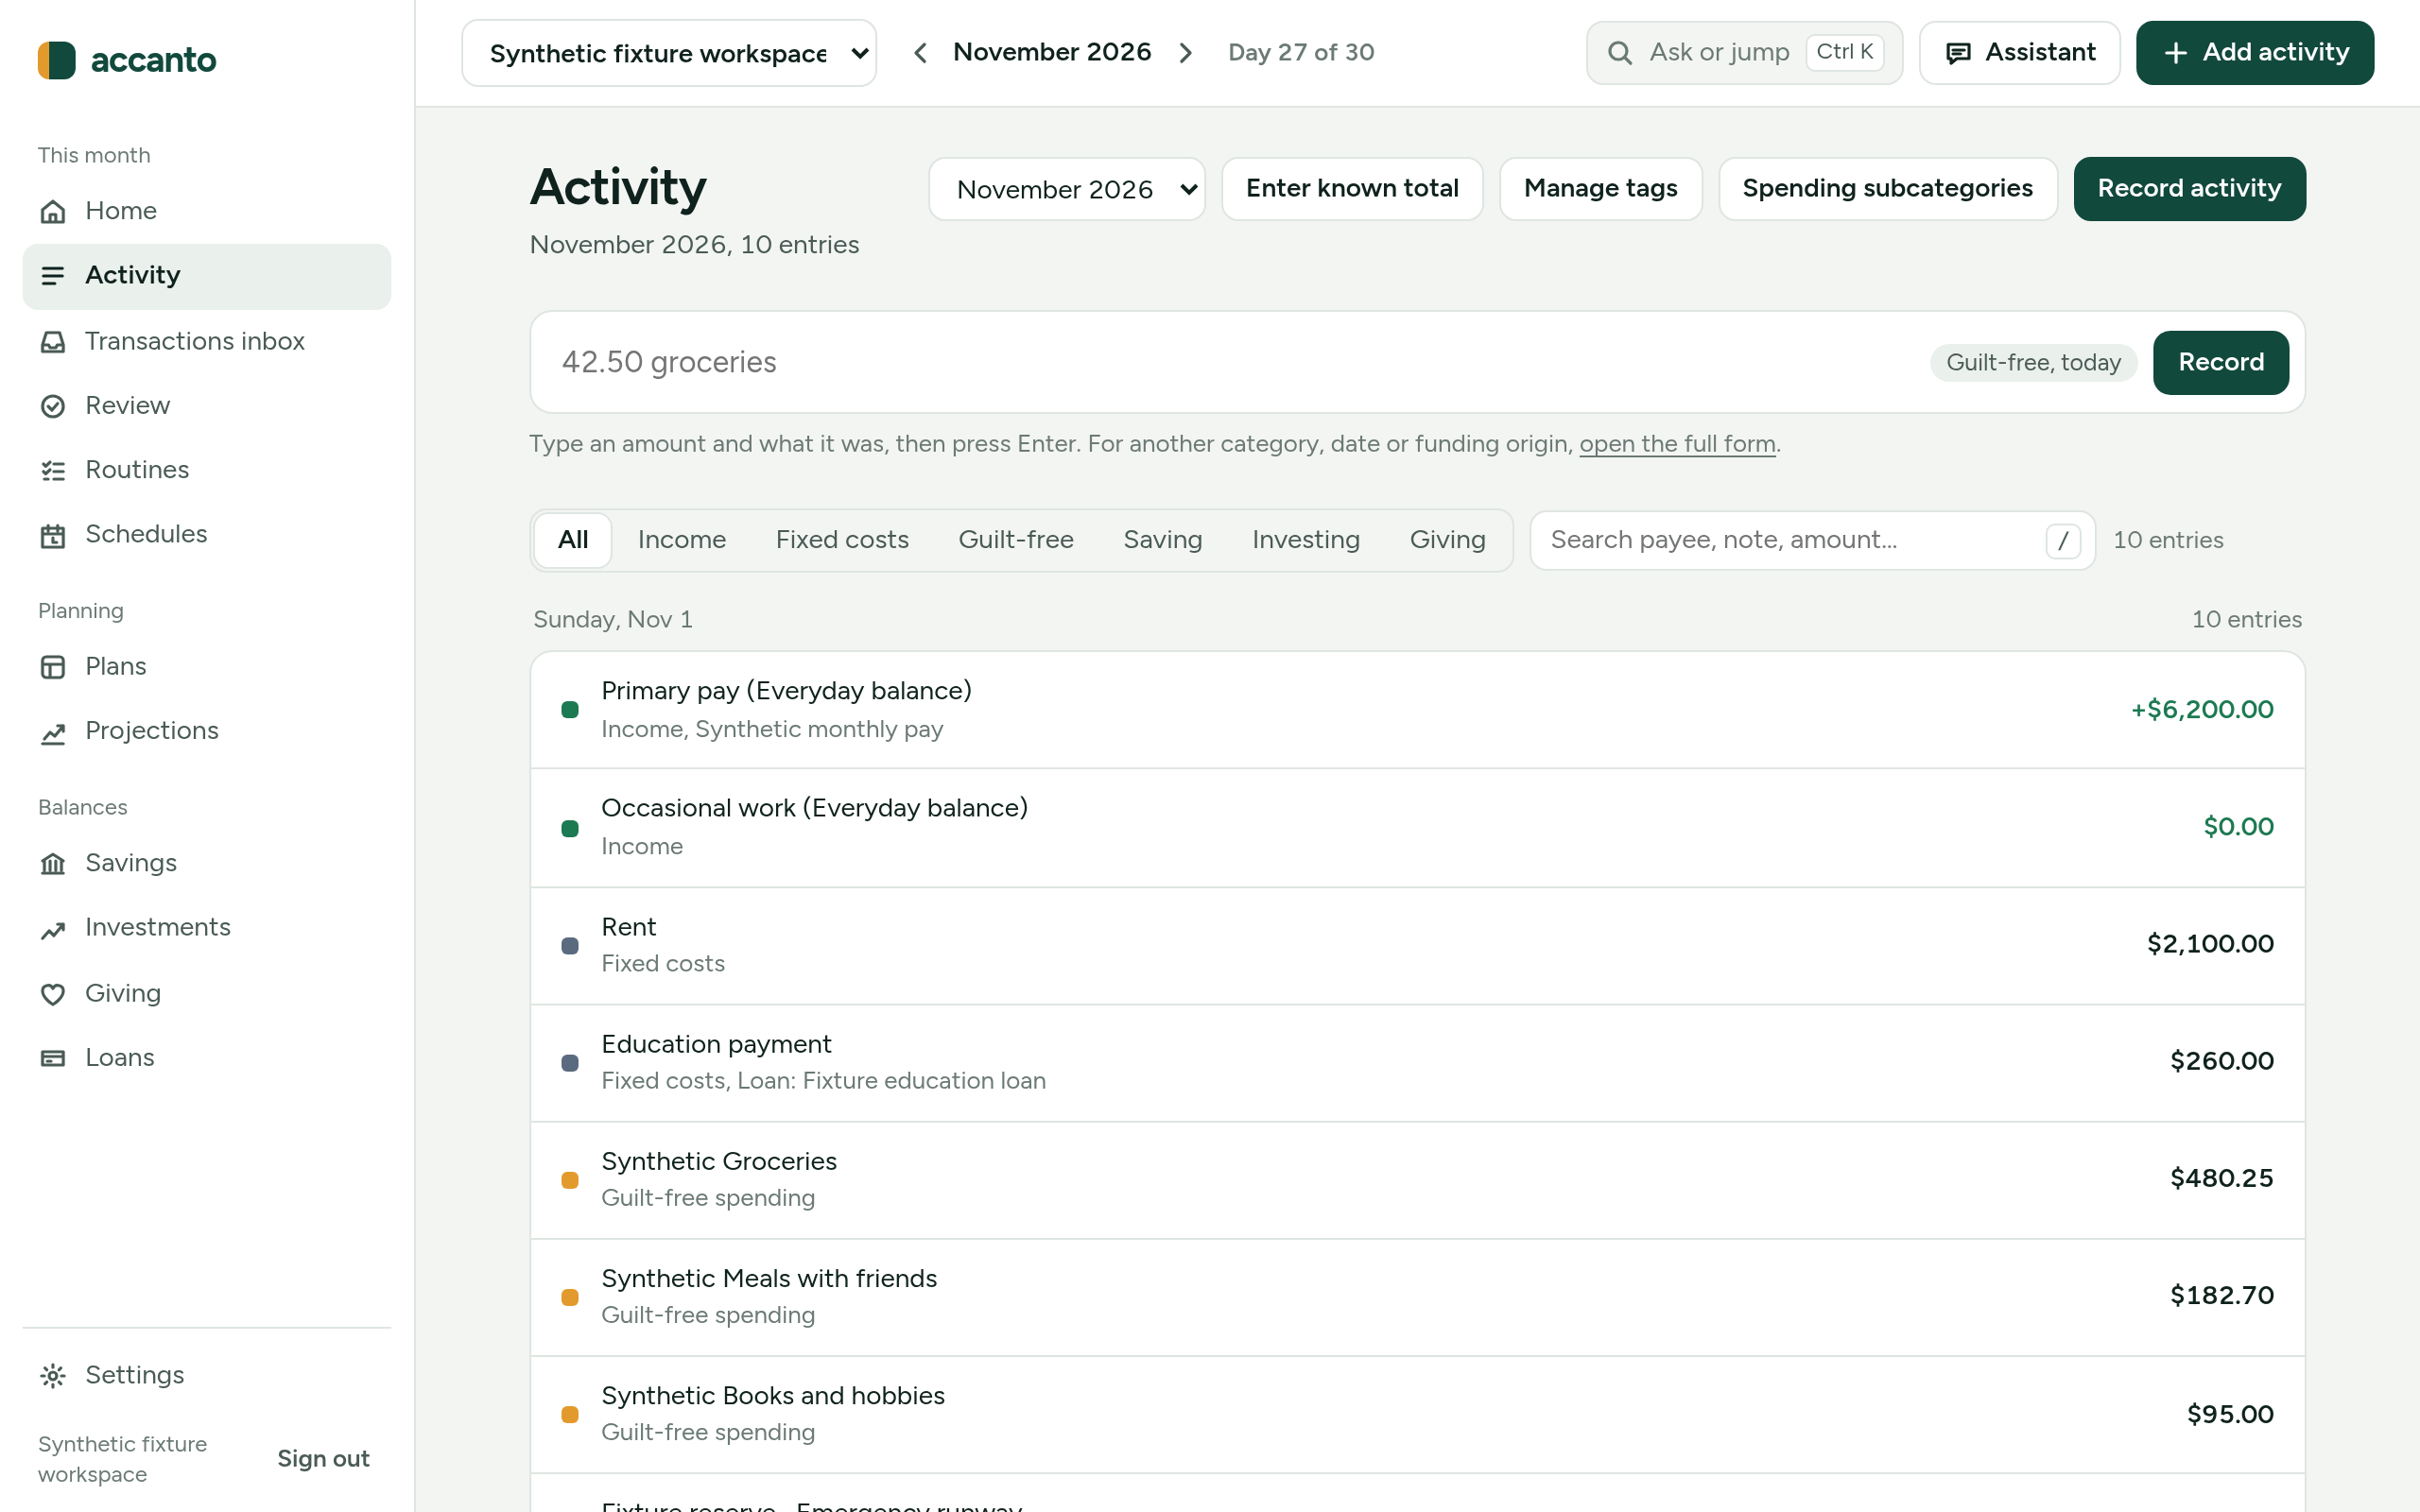 accanto
This month
Home
Activity
Transactions inbox
Review
Routines
Schedules
Planning
Plans
Projections
Balances
Savings
Investments
Giving
Loans
Settings
Synthetic fixture
workspace
Sign out
Synthetic fixture workspace
November 2026
Day 27 of 30
Ask or jump
Ctrl K
Assistant
Add activity
Activity
November 2026, 10 entries
November 2026
Enter known total
Manage tags
Spending subcategories
Record activity
42.50 groceries
Guilt-free, today
Record
Type an amount and what it was, then press Enter. For another category, date or funding origin, open the full form.
All
Income
Fixed costs
Guilt-free
Saving
Investing
Giving
Search payee, note, amount...
/
10 entries
Sunday, Nov 1
10 entries
Primary pay (Everyday balance)
Income, Synthetic monthly pay
+$6,200.00
Occasional work (Everyday balance)
Income
$0.00
Rent
Fixed costs
$2,100.00
Education payment
Fixed costs, Loan: Fixture education loan
$260.00
Synthetic Groceries
Guilt-free spending
$480.25
Synthetic Meals with friends
Guilt-free spending
$182.70
Synthetic Books and hobbies
Guilt-free spending
$95.00
Fixture reserve Emergency runway